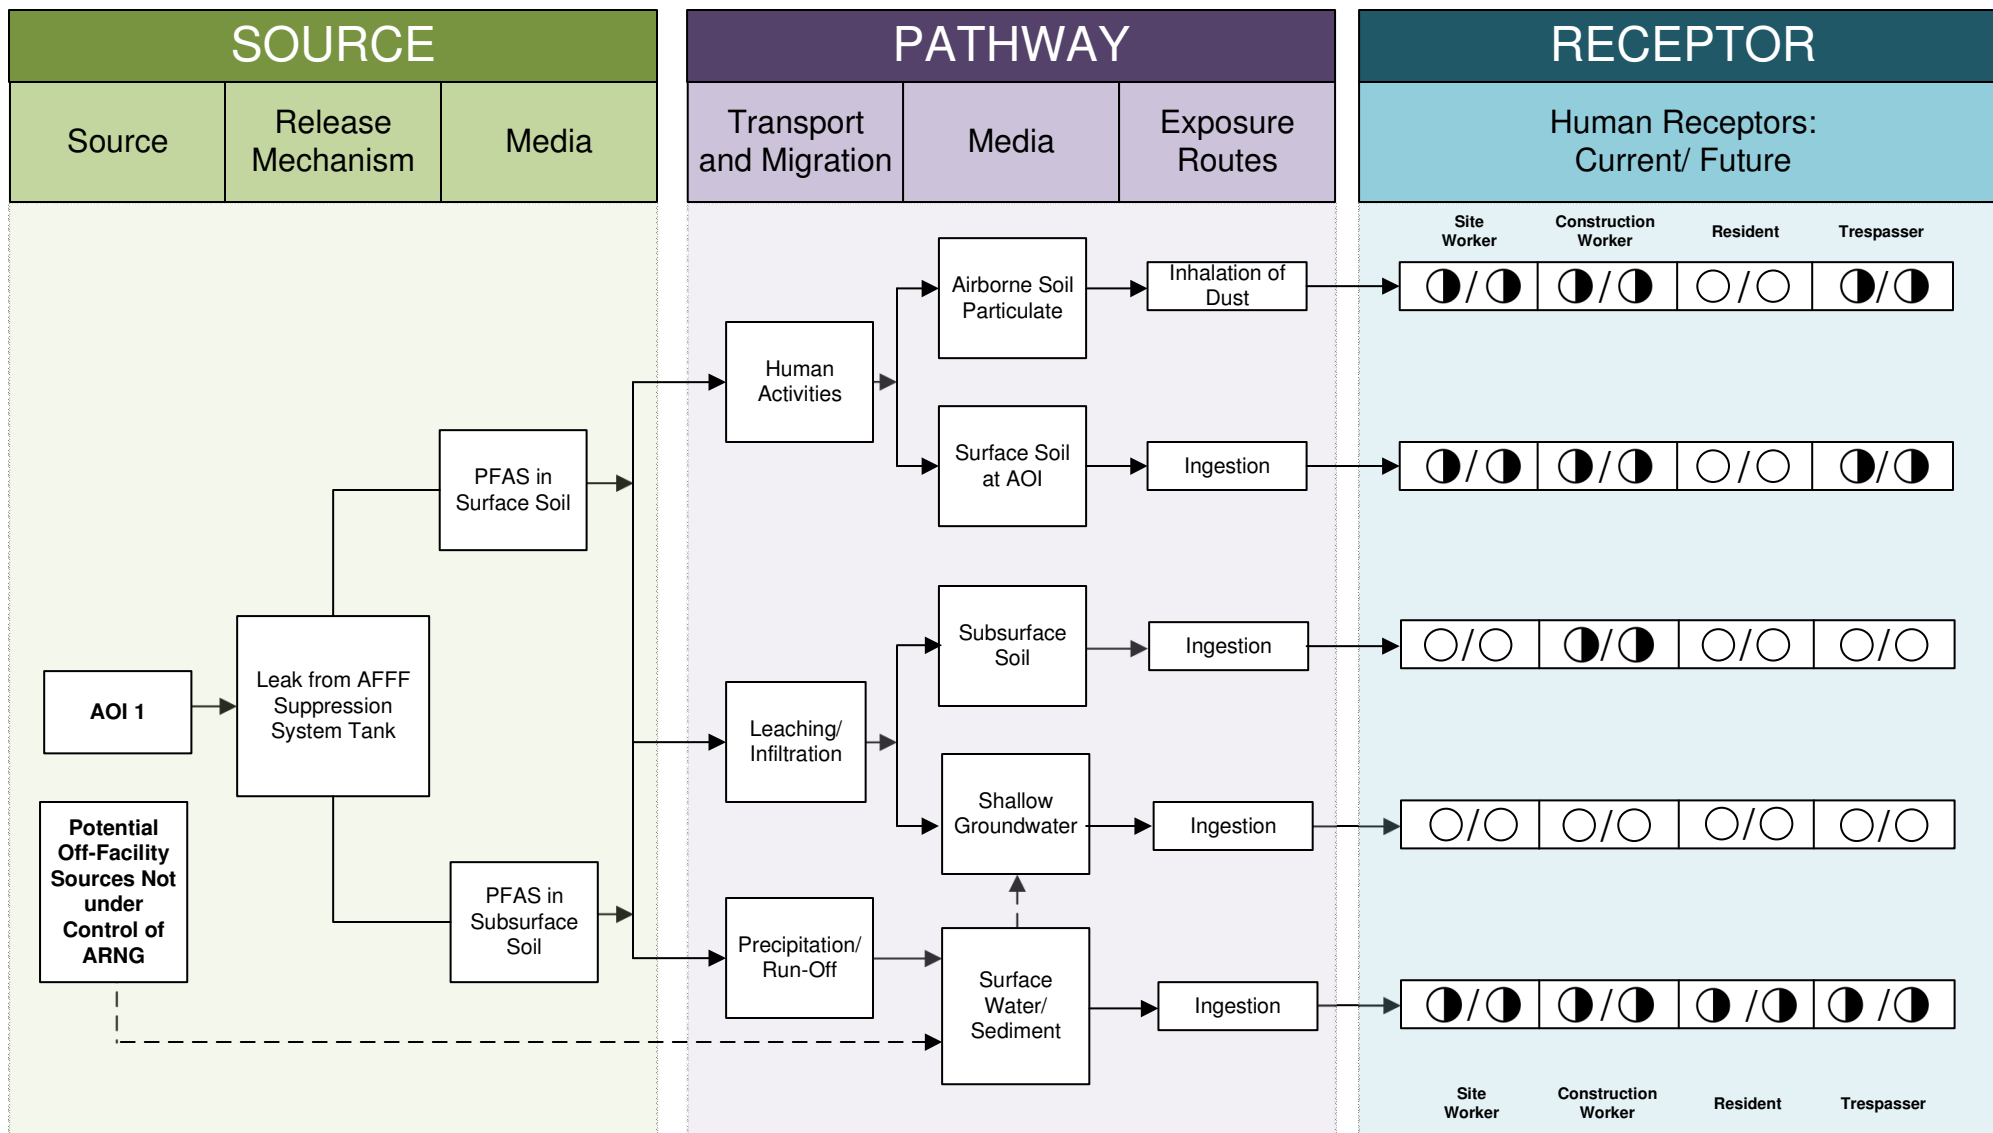 SOURCE
PATHWAY
RECEPTOR
Source
Release
Mechanism
Media
Transport
and Migration
Media
Exposure
Routes
Human Receptors:
Current/ Future
Site
Worker
Construction
Worker
Resident
Trespasser
Airborne Soil
Particulate
Inhalation of
Dust
/
/
/
/
Human
Activities
Surface Soil
at AOI
Ingestion
/
/
/
/
PFAS in
Surface Soil
Subsurface
Soil
Ingestion
/
/
/
/
AOI 1
Leak from AFFF
Suppression
System Tank
Leaching/
Infiltration
Shallow
Groundwater
Ingestion
/
/
/
/
Potential
Off-Facility
Sources Not
under
Control of
ARNG
PFAS in
Subsurface
Soil
Precipitation/
Run-Off
Surface
Water/
Sediment
Ingestion
/
/
/
/
Site
Worker
Construction
Worker
Resident
Trespasser